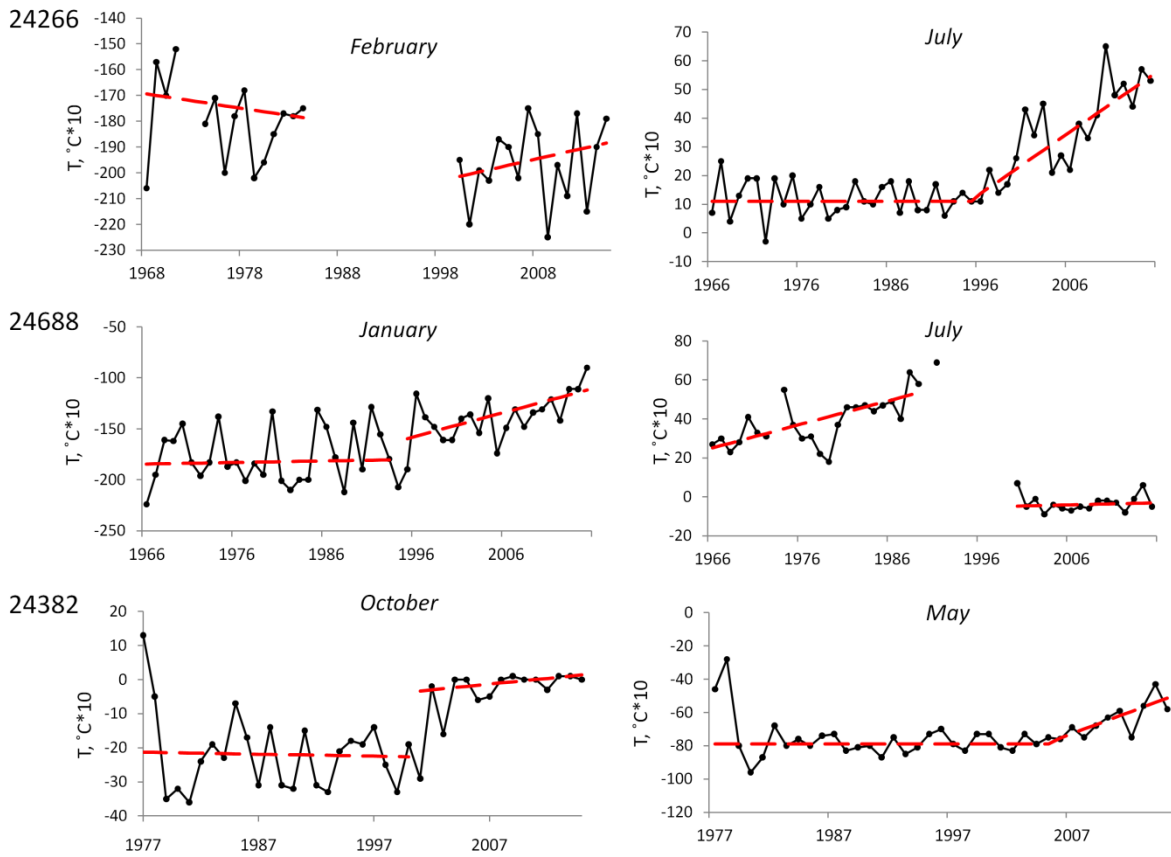 24266
February
T, ˚C*10
-140
-150
-160
-170
-180
-190
-200
-210
-220
-230
1968 1978 1988 1998 2008
July
T, ˚C*10
70
60
50
40
30
20
10
0
-10
1966 1976 1986 1996 2006
24688
January
T, ˚C*10
-50
-100
-150
-200
-250
1966 1976 1986 1996 2006
July
T, ˚C*10
80
60
40
20
0
-20
1966 1976 1986 1996 2006
24382
October
T, ˚C*10
20
10
0
-10
-20
-30
-40
1977 1987 1997 2007
May
T, ˚C*10
0
-20
-40
-60
-80
-100
-120
1977 1987 1997 2007